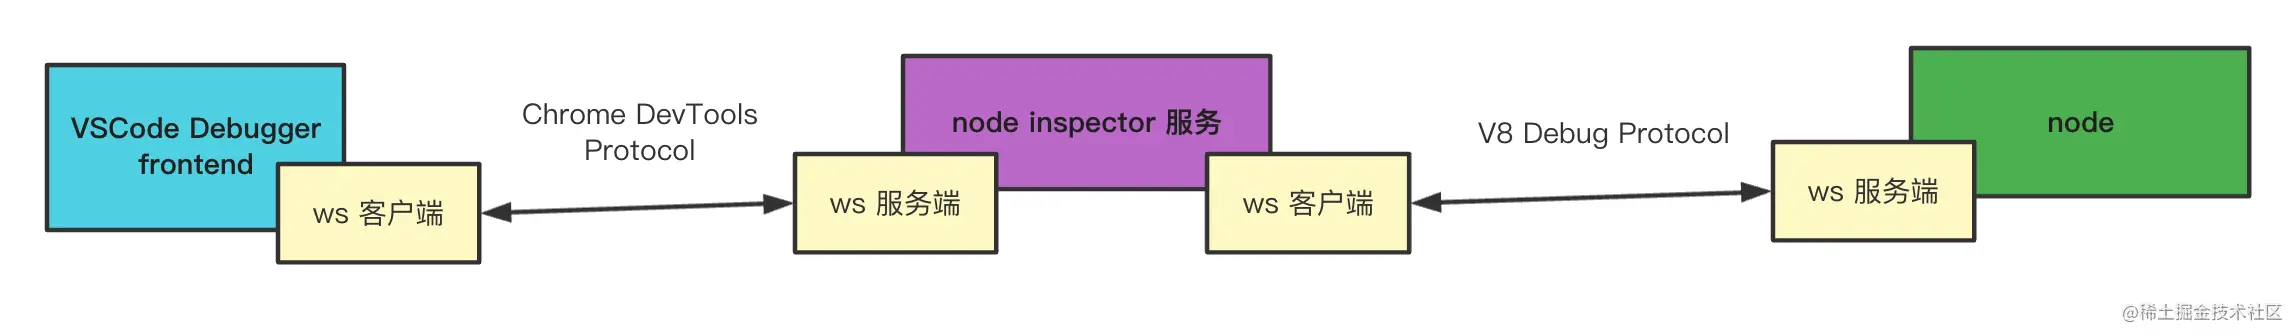 VSCode Debugger
frontend
ws 客户端
Chrome DevTools
Protocol
node inspector 服务
ws 服务端
ws 客户端
V8 Debug Protocol
node
ws 服务端
@稀土掘金技术社区